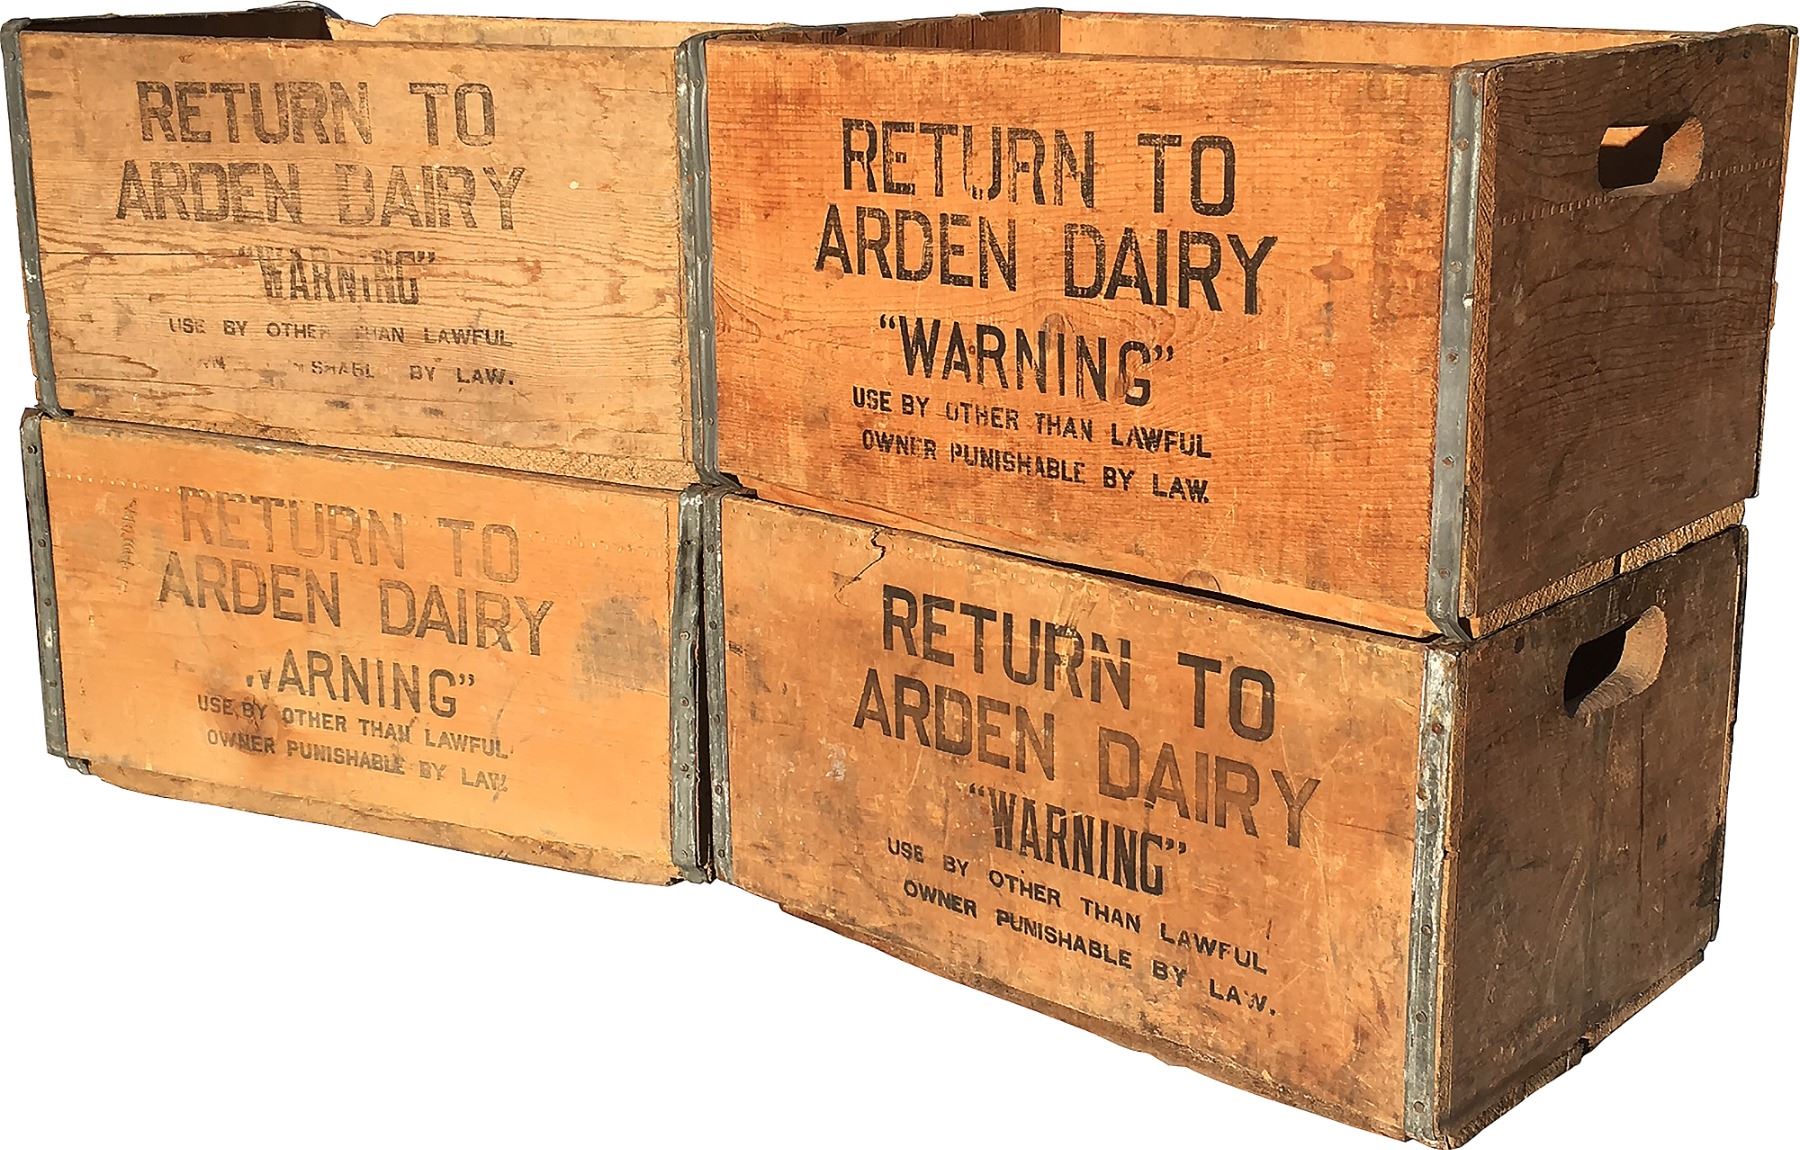 RETURN TO
ARDEN DAIRY
"WARNING"
USE BY OTHER THAN LAWFUL
BY LAW.
RETURN TO
ARDEN DAIRY
"WARNING"
USE BY OTHER THAN LAWFUL
OWNER PUNISHABLE BY LAW.
RETURN TO
ARDEN DAIRY
WARNING"
USE BY OTHER THAN LAWFUL
OWNER PUNISHABLE BY LAW.
RETURN TO
ARDEN DAIRY
"WARNING"
USE BY OTHER THAN LAWFUL
OWNER PUNISHABLE BY LAW.